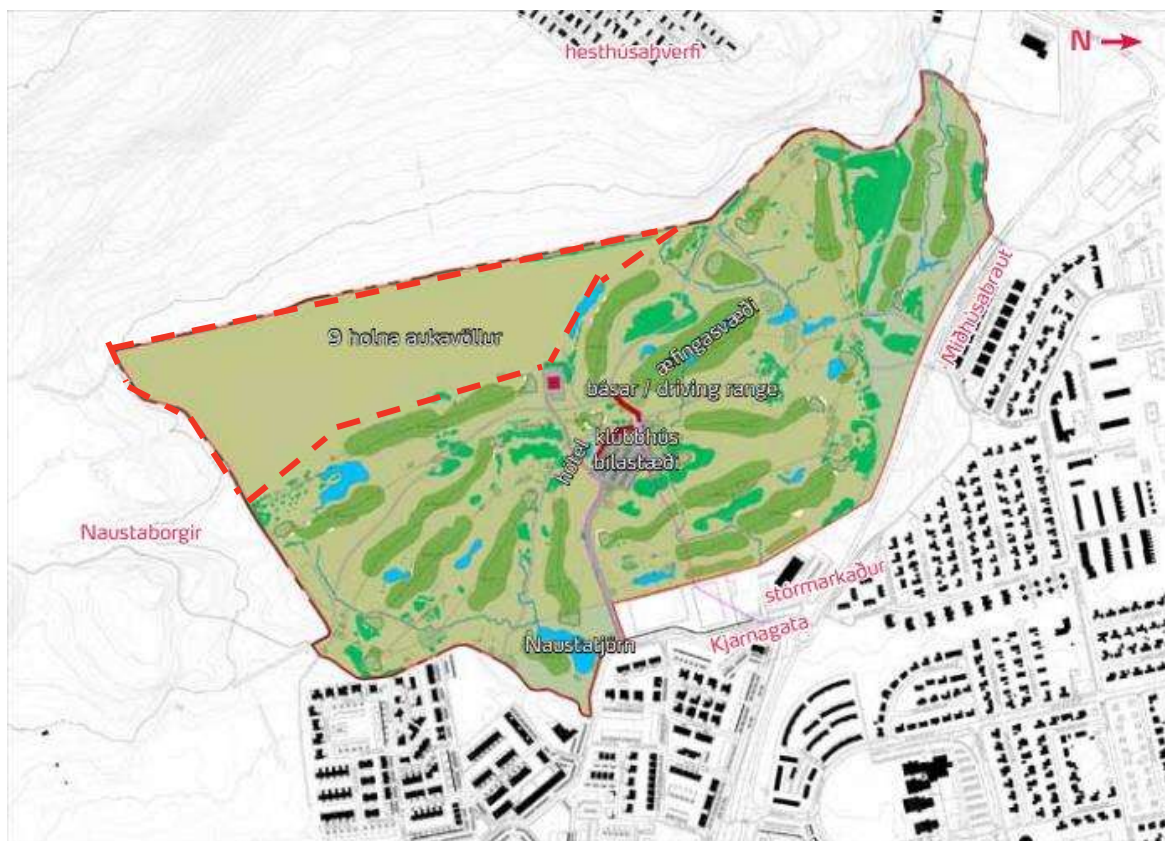 hesthúsahverfi
N
Miðhúsabraut
9 holna aukavöllur
æfingasvæði
básar / driving range
klúbbhús
bílastæði
hótel
Naustaborgir
stórmarkaður
Kjarnagata
Naustatjörn